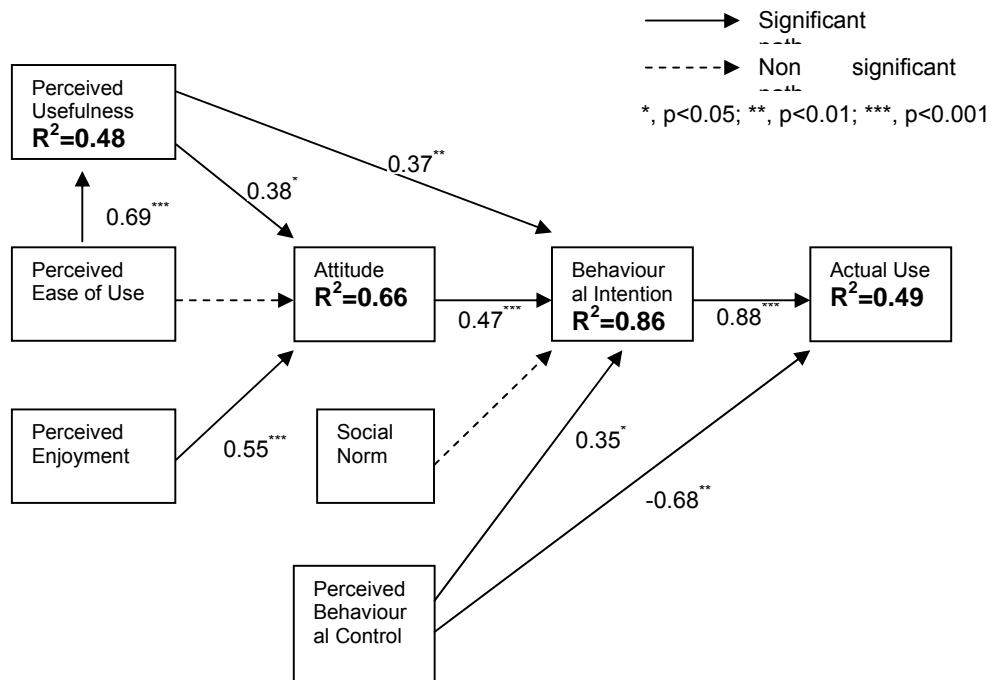 Significant
Non significant
*, p<0.05; **, p<0.01; ***, p<0.001
Perceived
Usefulness
R²=0.48
0.37**
0.38*
0.69***
Perceived
Ease of Use
Attitude
R²=0.66
0.47***
Behaviour
al Intention
R²=0.86
0.88***
Actual Use
R²=0.49
Perceived
Enjoyment
0.55***
Social
Norm
0.35*
-0.68**
Perceived
Behaviour
al Control